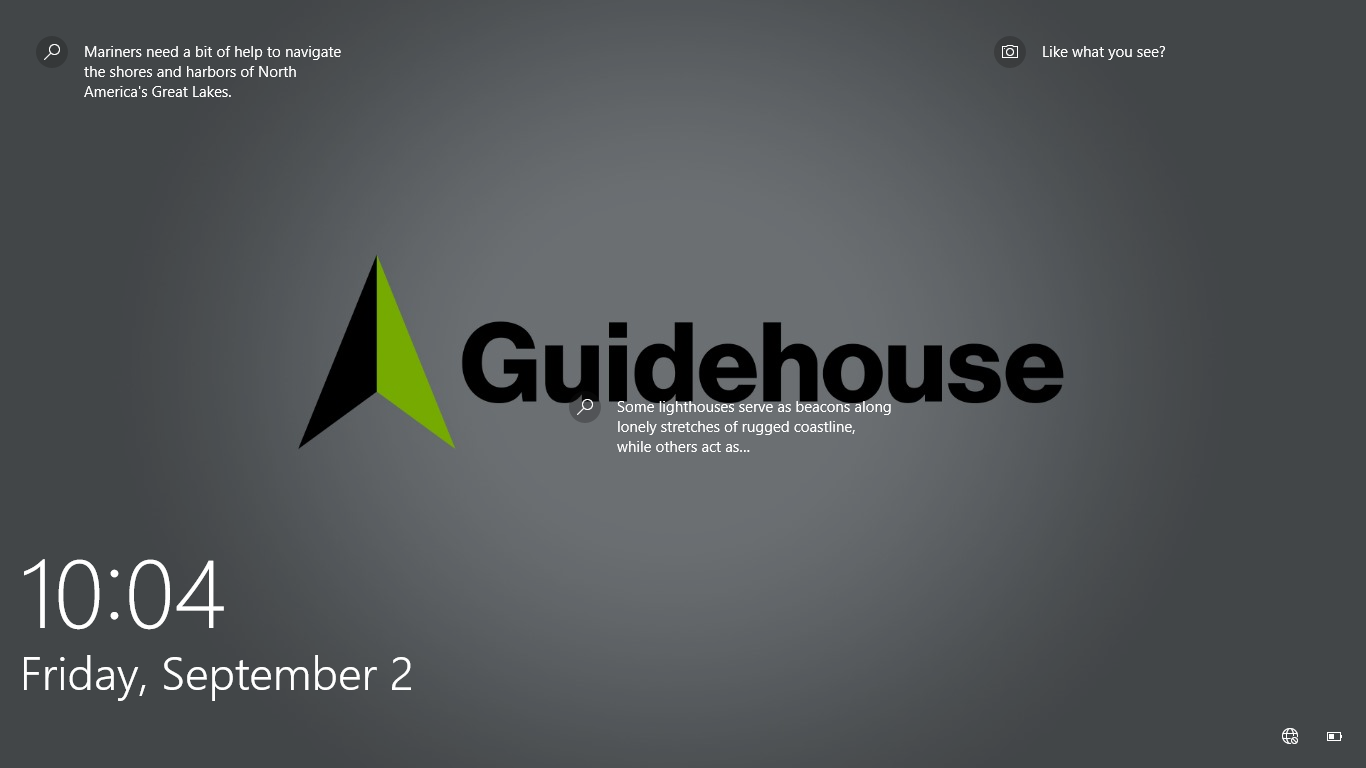 Mariners need a bit of help to navigate
the shores and harbors of North
America's Great Lakes.
Like what you see?
Guidehouse
Some lighthouses serve as beacons along
lonely stretches of rugged coastline,
while others act as...
10:04
Friday, September 2